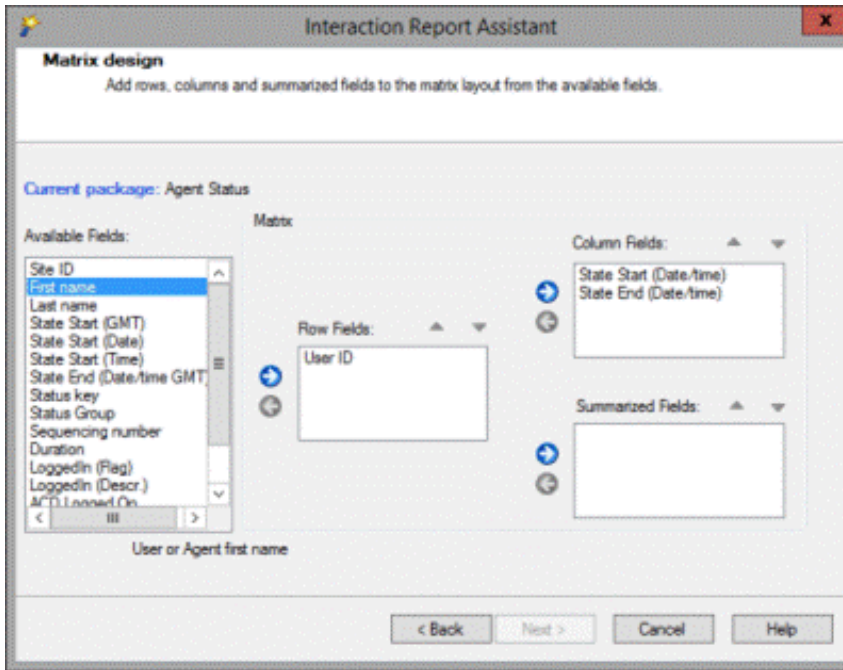 Interaction Report Assistant
x
Matrix design
Add rows, columns and summarized fields to the matrix layout from the available fields.
Current package: Agent Status
Available Fields:
Site ID
First name
Last name
State Start (GMT)
State Start (Date)
State Start (Time)
State End (Date/time GMT)
Status key
Status Group
Sequencing number
Duration
LoggedIn (Flag)
LoggedIn (Descr.)
ACD Logged On
User or Agent first name
Matrix
Row Fields:
User ID
Column Fields:
State Start (Date/time)
State End (Date/time)
Summarized Fields:
< Back
Next >
Cancel
Help